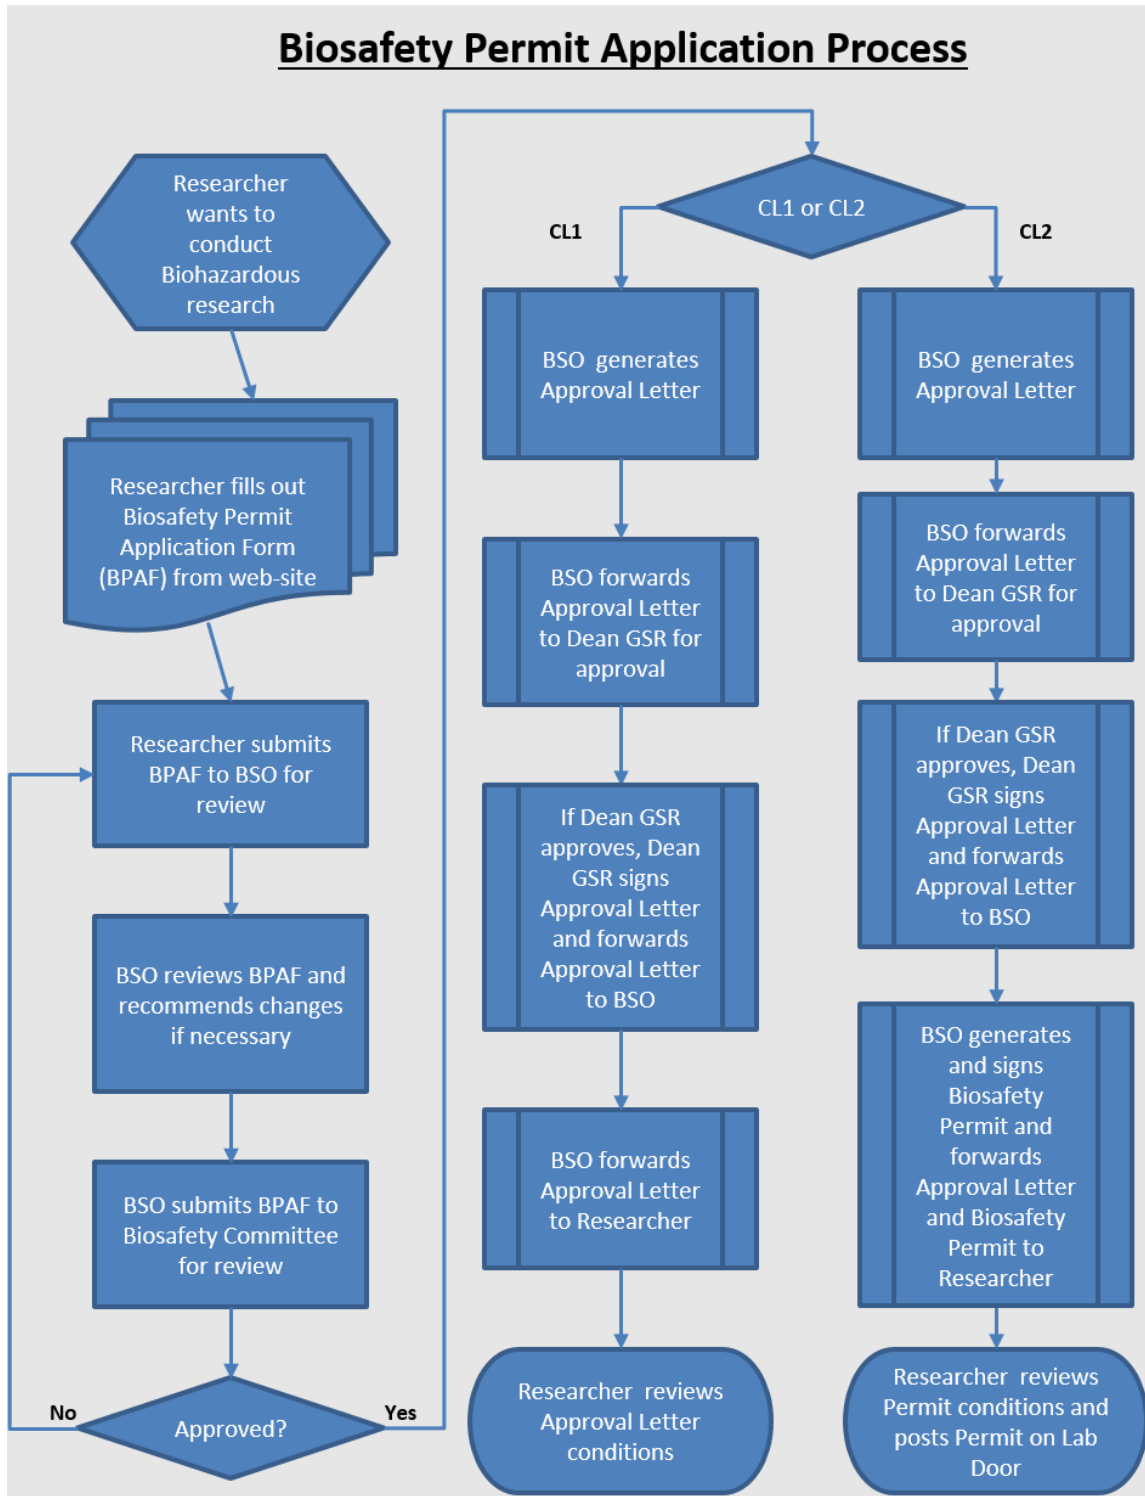 Biosafety Permit Application Process
Researcher
wants to
conduct
Biohazardous
research
Researcher fills out
Biosafety Permit
Application Form
(BPAF) from web-site
Researcher submits
BPAF to BSO for
review
BSO reviews BPAF and
recommends changes
if necessary
BSO submits BPAF to
Biosafety Committee
for review
No
Approved?
Yes
CL1 or CL2
CL1
BSO generates
Approval Letter
BSO forwards
Approval Letter
to Dean GSR for
approval
If Dean GSR
approves, Dean
GSR signs
Approval Letter
and forwards
Approval Letter
to BSO
BSO forwards
Approval Letter
to Researcher
Researcher reviews
Approval Letter
conditions
CL2
BSO generates
Approval Letter
BSO forwards
Approval Letter
to Dean GSR for
approval
If Dean GSR
approves, Dean
GSR signs
Approval Letter
and forwards
Approval Letter
to BSO
BSO generates
and signs
Biosafety
Permit and
forwards
Approval Letter
and Biosafety
Permit to
Researcher
Researcher reviews
Permit conditions and
posts Permit on Lab
Door